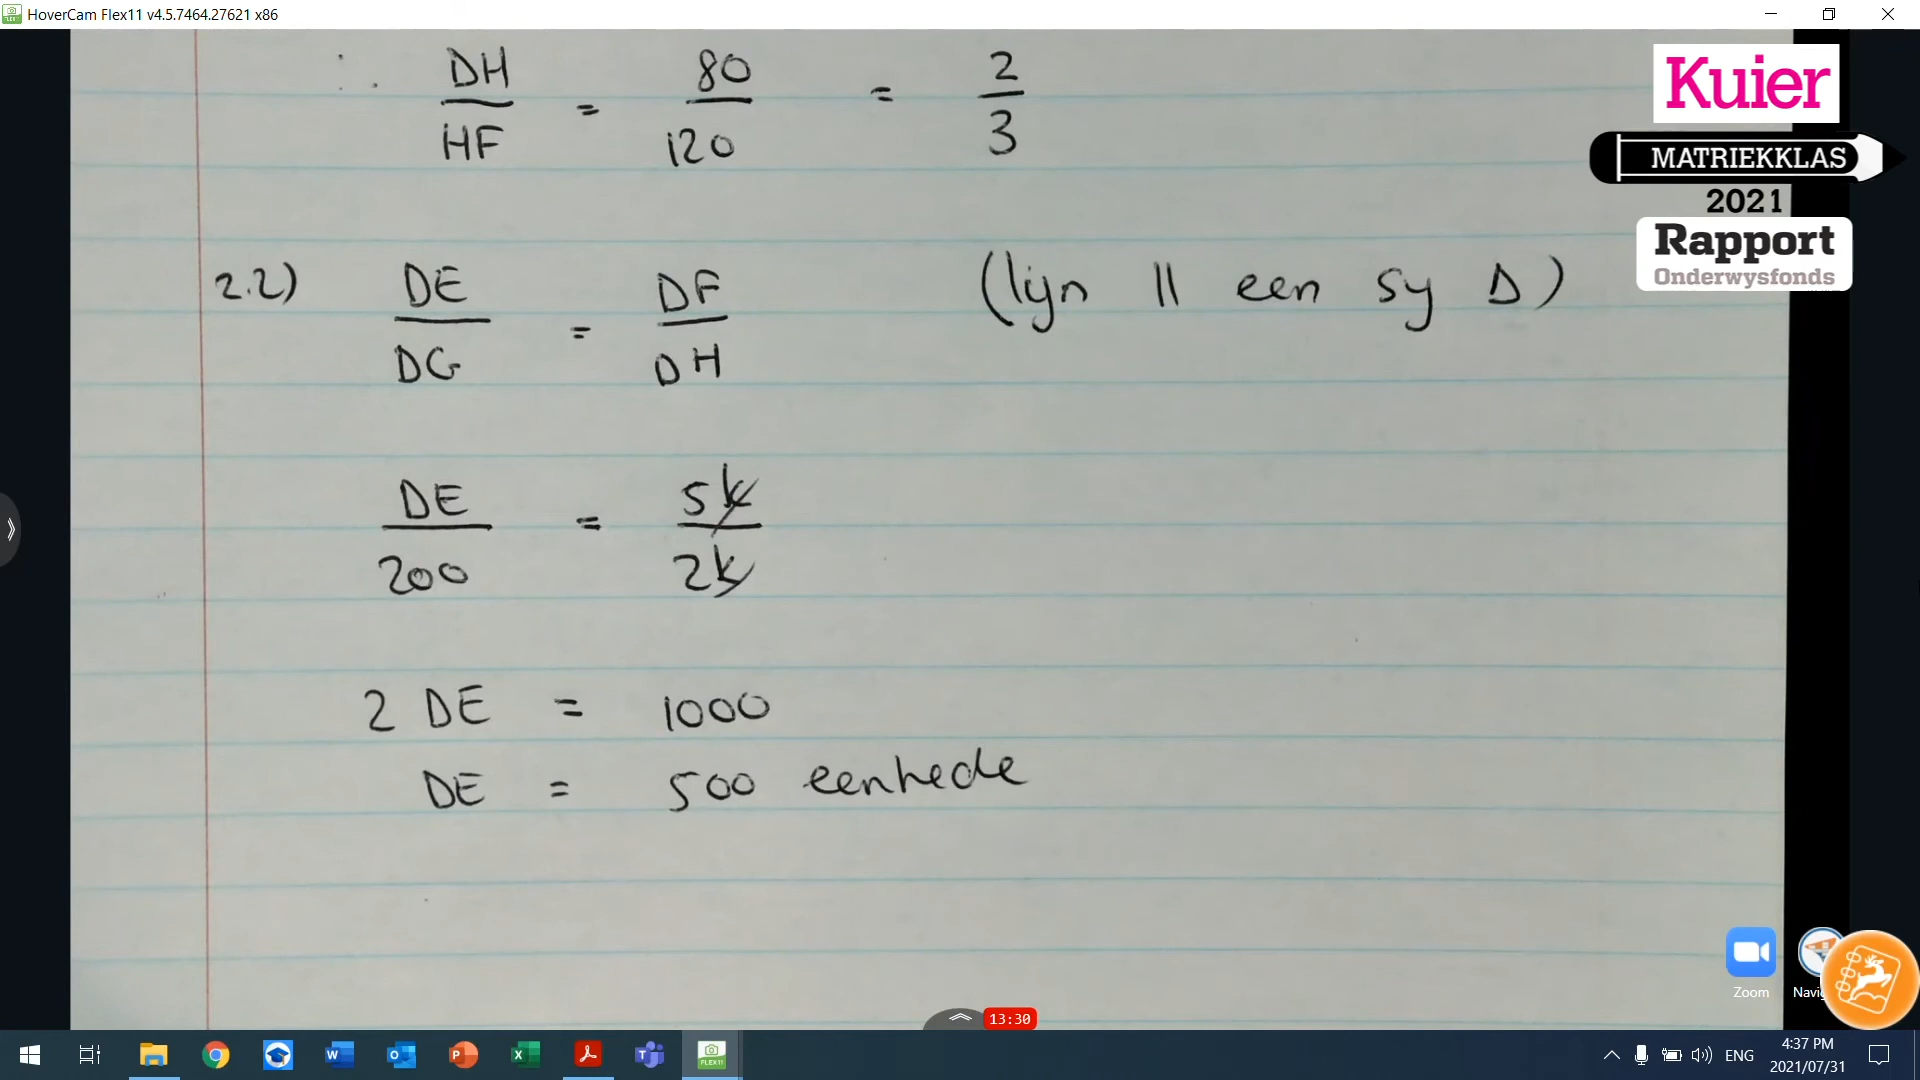 HoverCam Flex11 v4.5.7464.27621 x86
∴ DH/HF = 80/120 = 2/3
2.2) DE/DG = DF/DH (lyn || een sy Δ)
DE/200 = 5k/2k
2 DE = 1000
DE = 500 eenhede
Kuier
MATRIEKKLAS
2021
Rapport
Onderwysfonds
Zoom
13:30
FLEX11
ENG
4:37 PM
2021/07/31